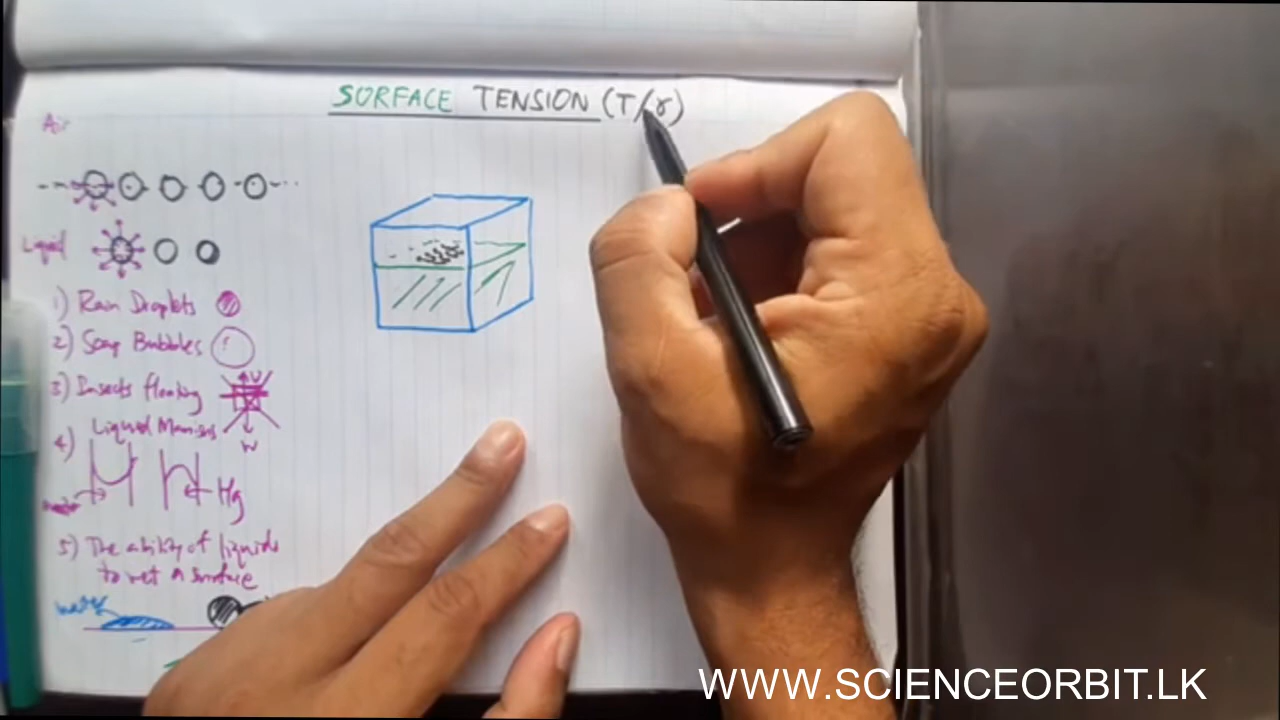 SURFACE TENSION (T/γ)
Air
Liquid
1) Rain Droplets
2) Soap Bubbles
3) Insects floating
W
4) Liquid
Hg
5) The ability of liquids
to wet a surface
water
WWW.SCIENCEORBIT.LK